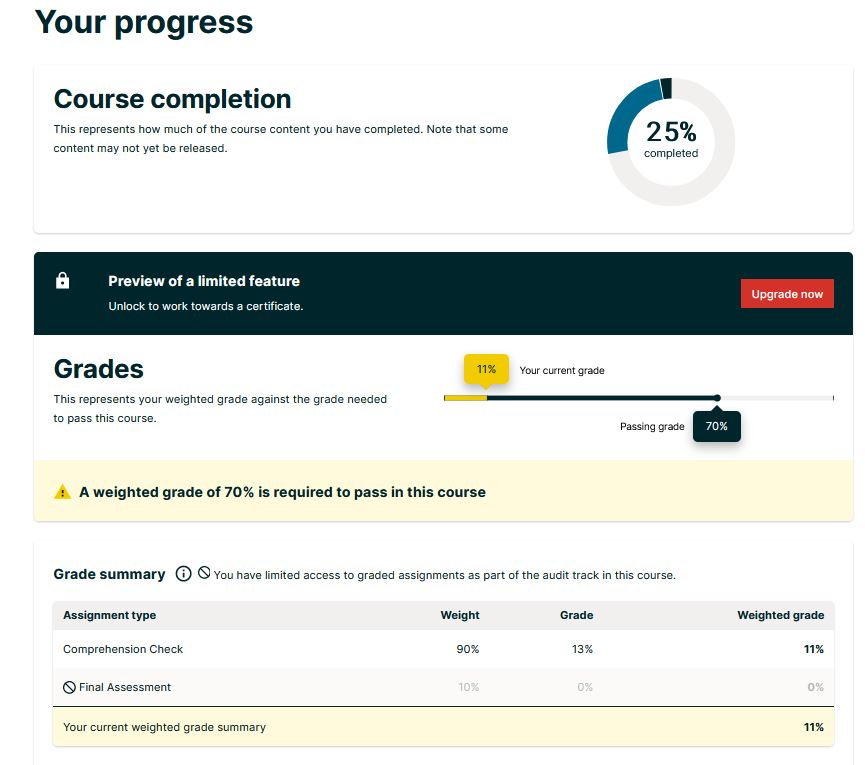 Your progress
Course completion
This represents how much of the course content you have completed. Note that some
content may not yet be released.
25%
completed
Preview of a limited feature
Unlock to work towards a certificate.
Upgrade now
Grades
This represents your weighted grade against the grade needed
to pass this course.
11%
Your current grade
Passing grade
70%
A weighted grade of 70% is required to pass in this course
Grade summary You have limited access to graded assignments as part of the audit track in this course.
Assignment type Weight Grade Weighted grade
Comprehension Check 90% 13% 11%
Final Assessment 10% 0% 0%
Your current weighted grade summary 11%